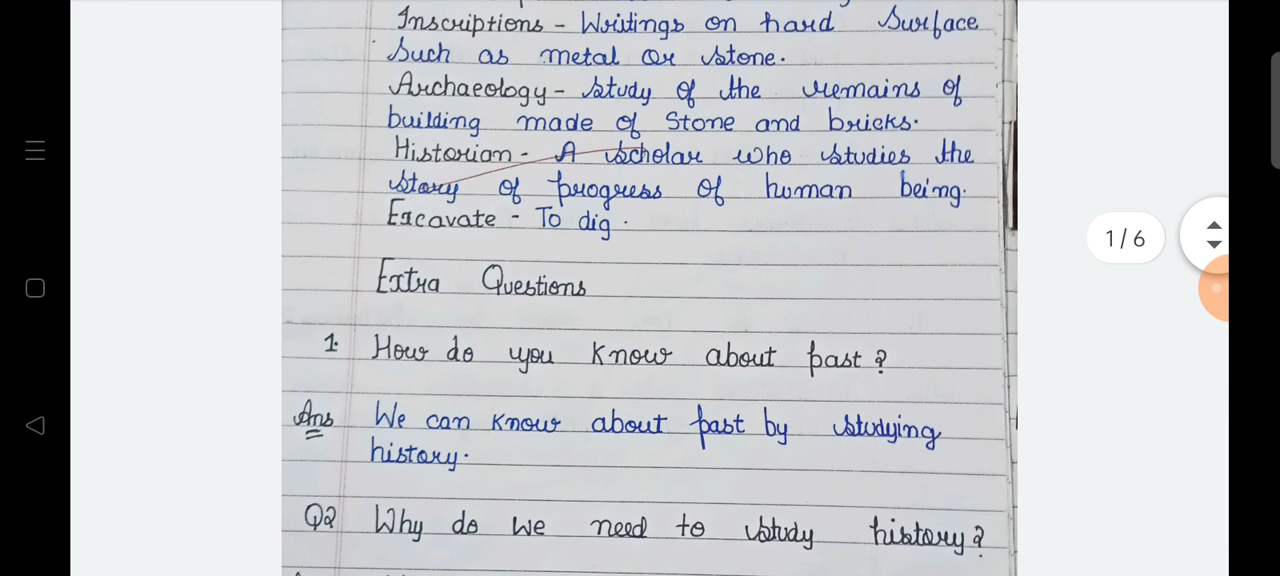 Inscriptions - Writings on hard surface
such as metal or stone.
Archaeology - study of the remains of
building made of stone and bricks.
Historian - A scholar who studies the
story of progress of human being.
Excavate - To dig.
Extra Questions
1. How do you know about past?
Ans We can know about past by studying
history.
Q2 Why do we need to study history?
1 / 6